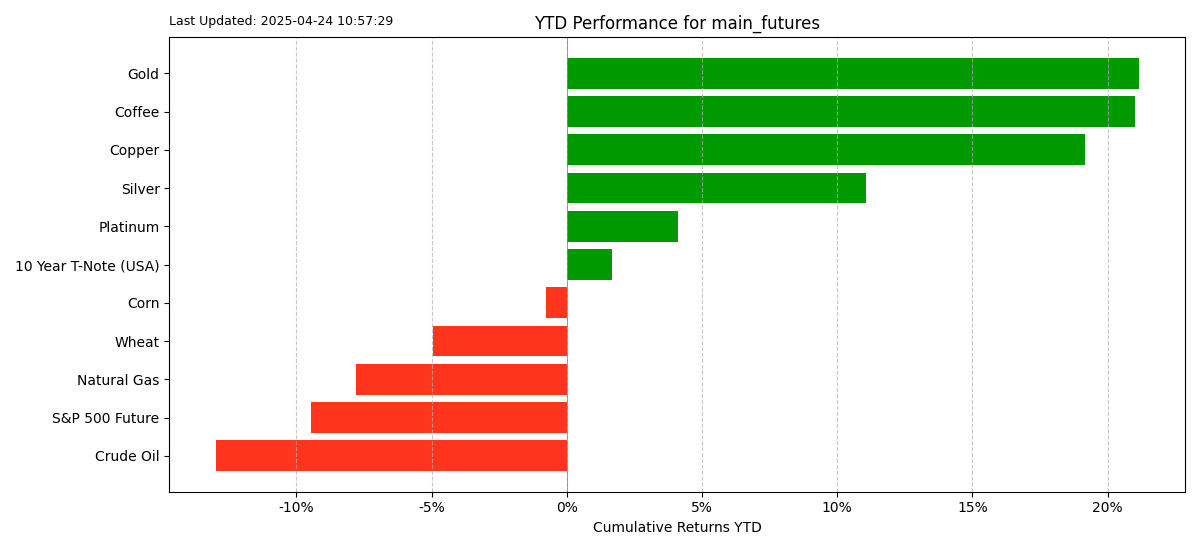 Last Updated: 2025-04-24 10:57:29
YTD Performance for main_futures
Gold
Coffee
Copper
Silver
Platinum
10 Year T-Note (USA)
Corn
Wheat
Natural Gas
S&P 500 Future
Crude Oil
-10%
-5%
0%
5%
10%
15%
20%
Cumulative Returns YTD